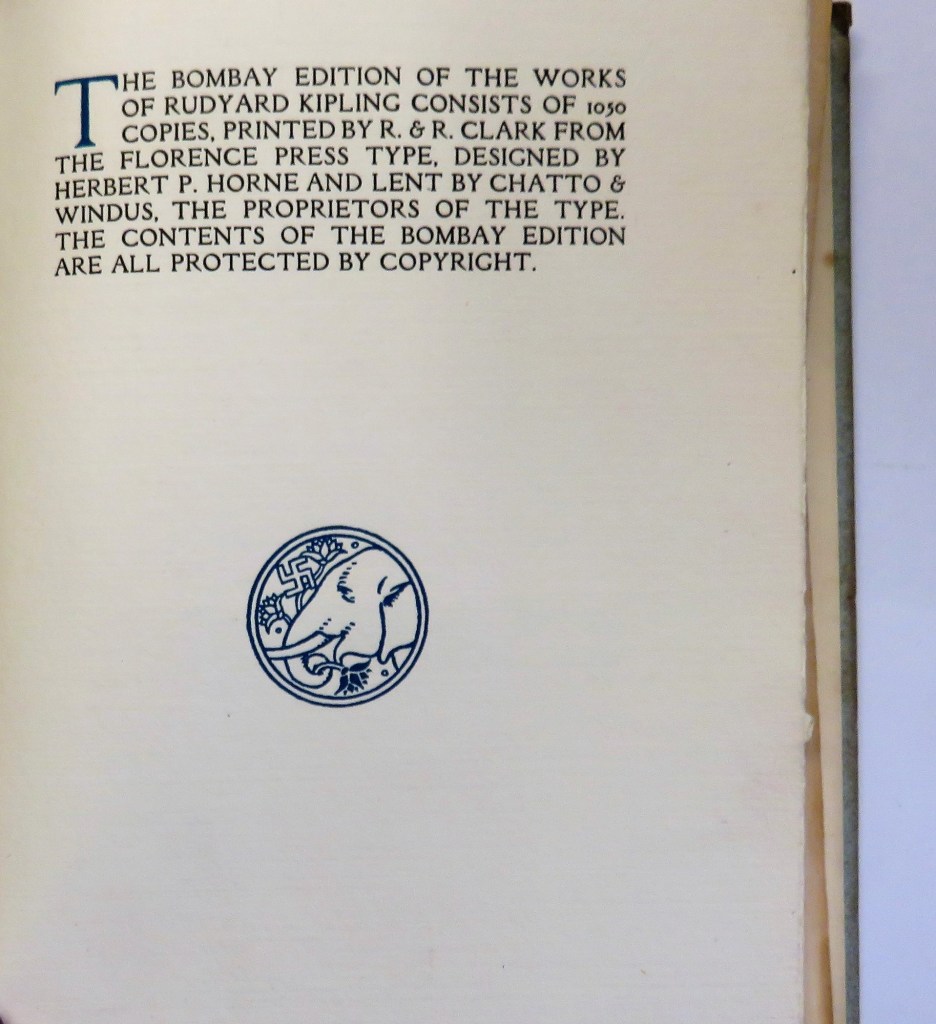 THE BOMBAY EDITION OF THE WORKS
OF RUDYARD KIPLING CONSISTS OF 1050
COPIES, PRINTED BY R. & R. CLARK FROM
THE FLORENCE PRESS TYPE, DESIGNED BY
HERBERT P. HORNE AND LENT BY CHATTO &
WINDUS, THE PROPRIETORS OF THE TYPE.
THE CONTENTS OF THE BOMBAY EDITION
ARE ALL PROTECTED BY COPYRIGHT.